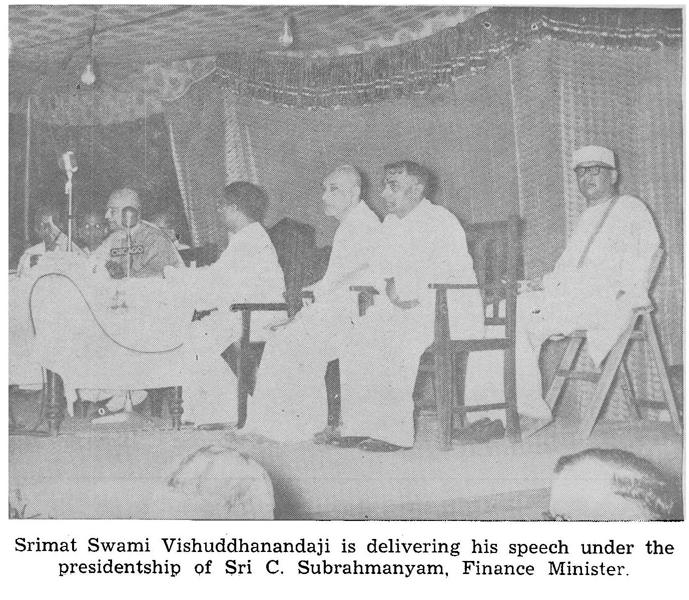 Srimat Swami Vishuddhanandaji is delivering his speech under the
presidentship of Sri C. Subrahmanyam, Finance Minister.